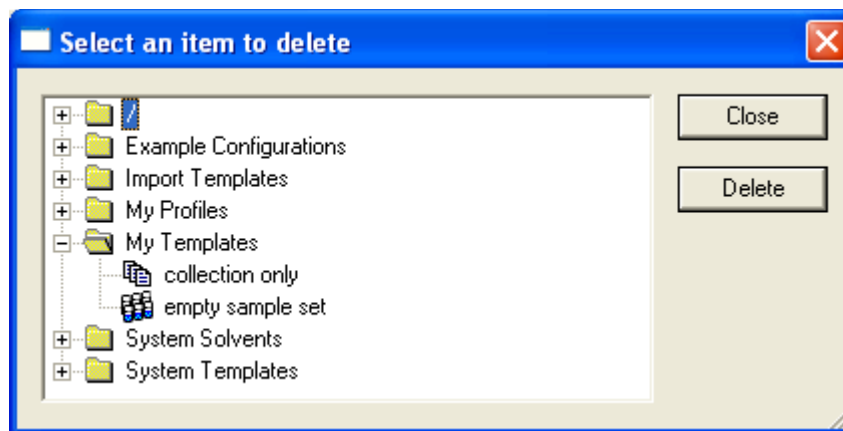 Select an item to delete
/
Example Configurations
Import Templates
My Profiles
My Templates
collection only
empty sample set
System Solvents
System Templates
Close
Delete